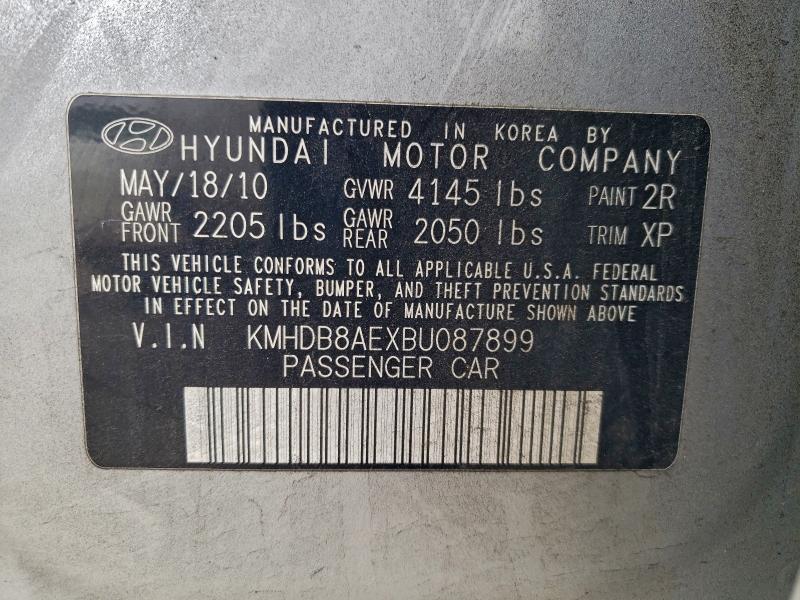 MANUFACTURED IN KOREA BY
HYUNDAI MOTOR COMPANY
MAY/18/10 GVWR 4145 lbs PAINT 2R
GAWR FRONT 2205 lbs GAWR REAR 2050 lbs TRIM XP
THIS VEHICLE CONFORMS TO ALL APPLICABLE U.S.A. FEDERAL
MOTOR VEHICLE SAFETY, BUMPER, AND THEFT PREVENTION STANDARDS
IN EFFECT ON THE DATE OF MANUFACTURE SHOWN ABOVE
V.I.N KMHDB8AEXBU087899
PASSENGER CAR